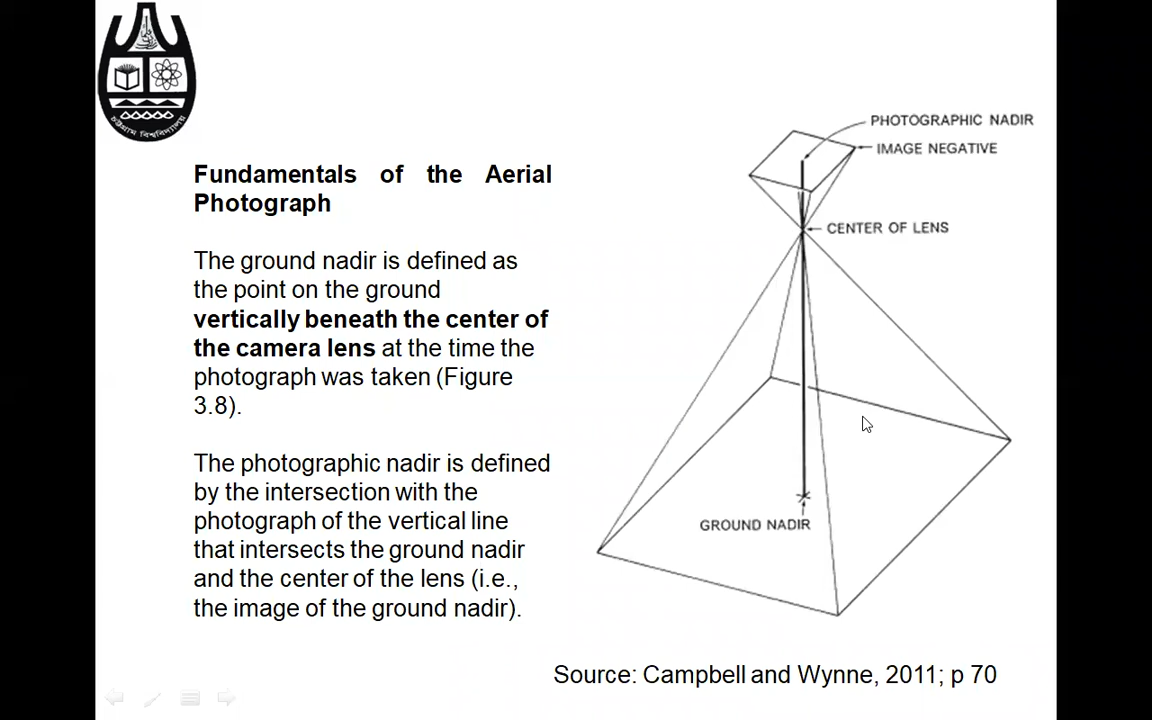 চট্টগ্রাম বিশ্ববিদ্যালয়
Fundamentals of the Aerial
Photograph
The ground nadir is defined as
the point on the ground
vertically beneath the center of
the camera lens at the time the
photograph was taken (Figure
3.8).
The photographic nadir is defined
by the intersection with the
photograph of the vertical line
that intersects the ground nadir
and the center of the lens (i.e.,
the image of the ground nadir).
PHOTOGRAPHIC NADIR
IMAGE NEGATIVE
CENTER OF LENS
GROUND NADIR
Source: Campbell and Wynne, 2011; p 70